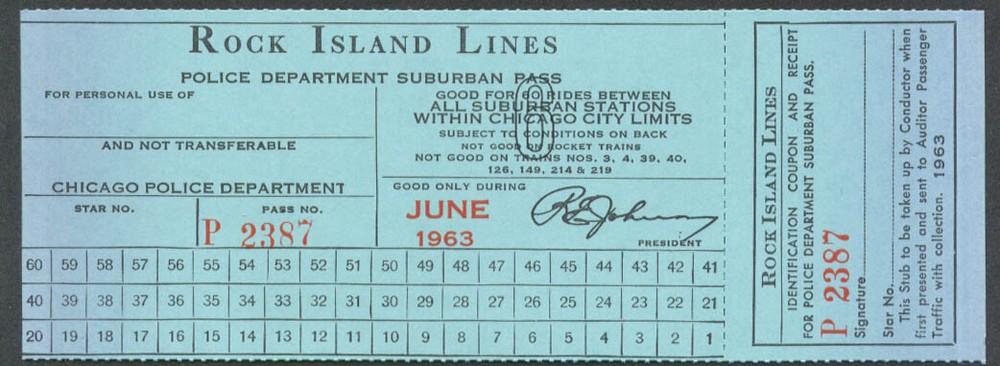 ROCK ISLAND LINES
POLICE DEPARTMENT SUBURBAN PASS
FOR PERSONAL USE OF
AND NOT TRANSFERABLE
CHICAGO POLICE DEPARTMENT
STAR NO.
PASS NO.
P 2387
GOOD FOR 60 RIDES BETWEEN
ALL SUBURBAN STATIONS
WITHIN CHICAGO CITY LIMITS
SUBJECT TO CONDITIONS ON BACK
NOT GOOD ON ROCKET TRAINS
NOT GOOD ON TRAINS NOS. 3, 4, 39, 40,
126, 149, 214 & 219
6
0
GOOD ONLY DURING
JUNE
1963
R E Johnson
PRESIDENT
60 59 58 57 56 55 54 53 52 51 50 49 48 47 46 45 44 43 42 41
40 39 38 37 36 35 34 33 32 31 30 29 28 27 26 25 24 23 22 21
20 19 18 17 16 15 14 13 12 11 10 9 8 7 6 5 4 3 2 1
ROCK ISLAND LINES
IDENTIFICATION COUPON AND RECEIPT
FOR POLICE DEPARTMENT SUBURBAN PASS.
P 2387
Signature
Star No.
This Stub to be taken up by Conductor when
first presented and sent to Auditor Passenger
Traffic with collection. 1963